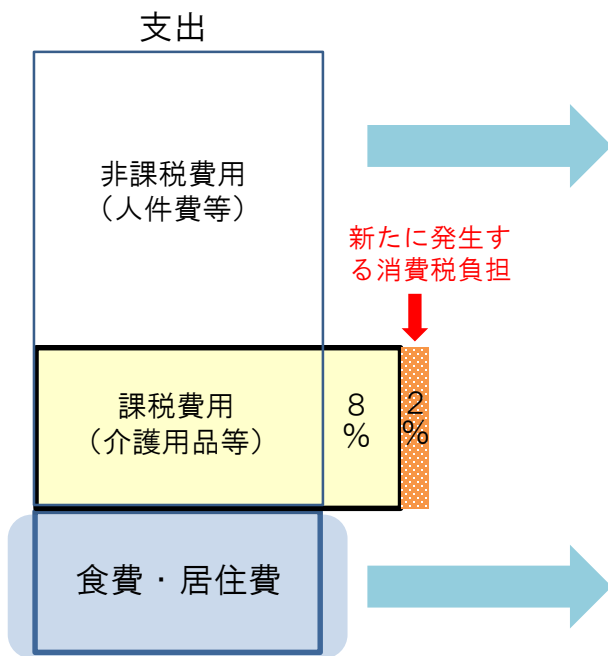 支出
非課税費用
（人件費等）
新たに発生す
る消費税負担
課税費用
（介護用品等）
8
%
2
%
食費・居住費